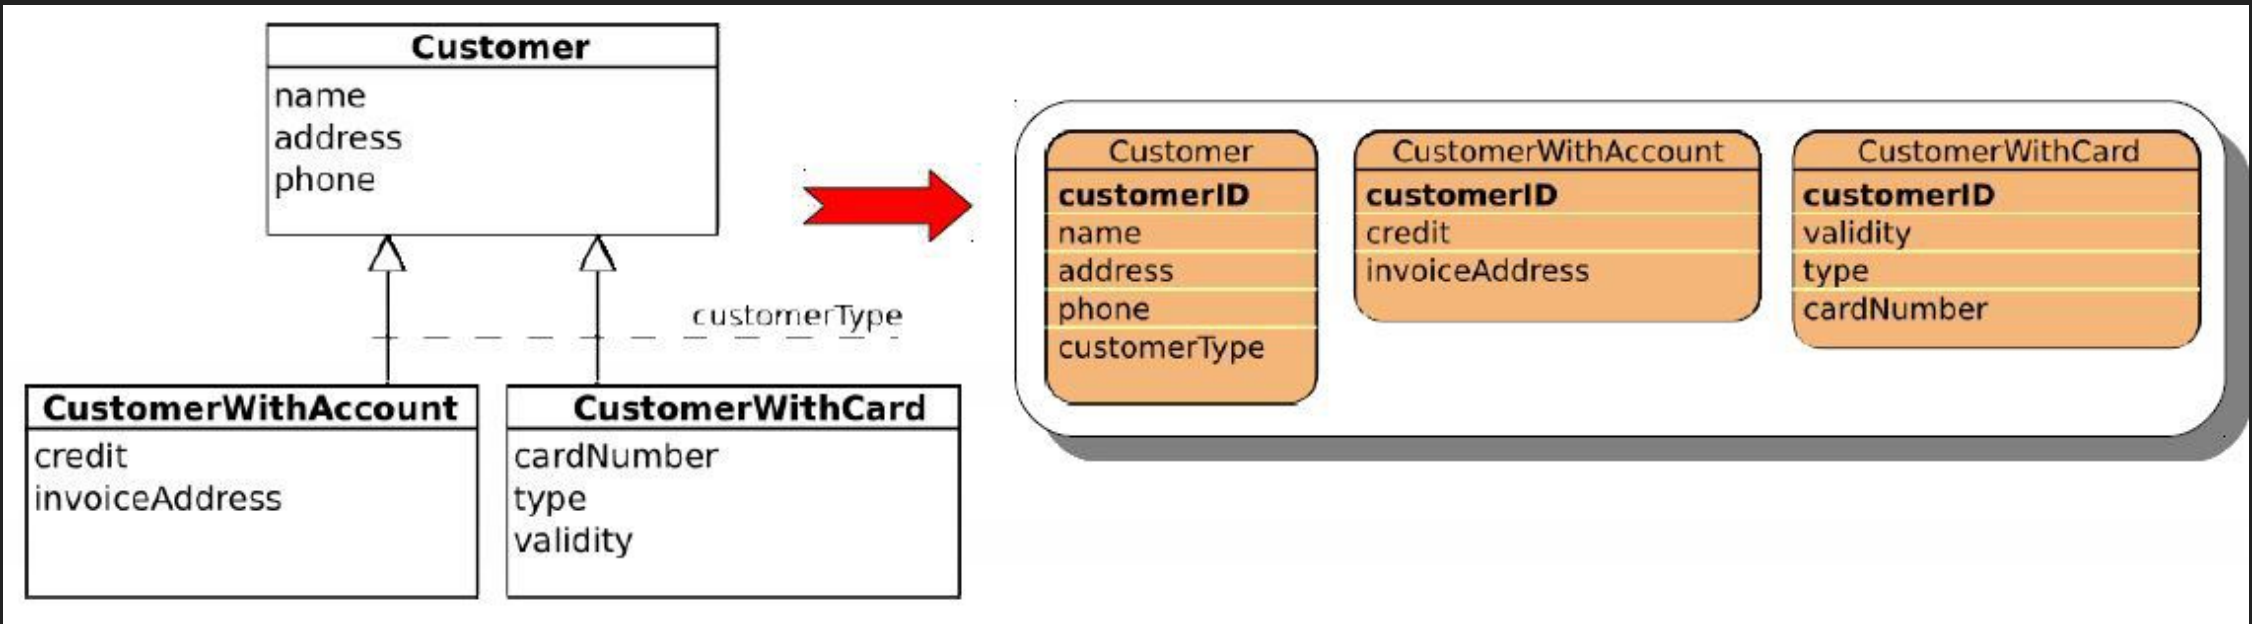 Customer
name
address
phone
customerType
CustomerWithAccount
credit
invoiceAddress
CustomerWithCard
cardNumber
type
validity
Customer
customerID
name
address
phone
customerType
CustomerWithAccount
customerID
credit
invoiceAddress
CustomerWithCard
customerID
validity
type
cardNumber